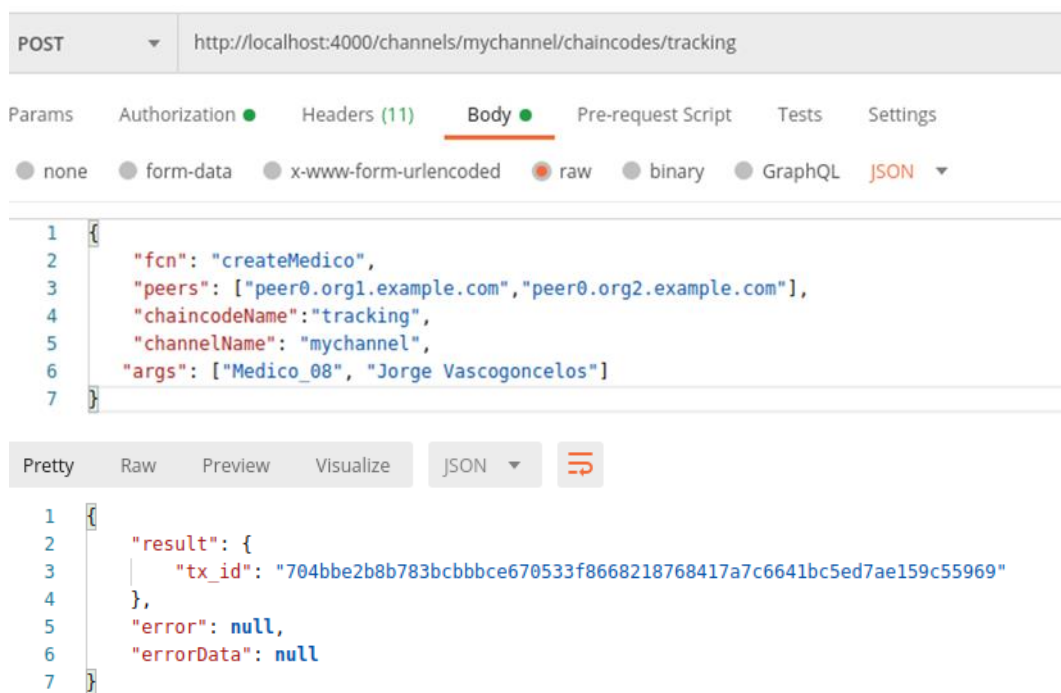 POST http://localhost:4000/channels/mychannel/chaincodes/tracking
Params Authorization Headers (11) Body Pre-request Script Tests Settings
none form-data x-www-form-urlencoded raw binary GraphQL JSON
1 {
2 "fcn": "createMedico",
3 "peers": ["peer0.org1.example.com","peer0.org2.example.com"],
4 "chaincodeName":"tracking",
5 "channelName": "mychannel",
6 "args": ["Medico_08", "Jorge Vascogoncelos"]
7 }
Pretty Raw Preview Visualize JSON
1 {
2 "result": {
3 "tx_id": "704bbe2b8b783bcbbbce670533f8668218768417a7c6641bc5ed7ae159c55969"
4 },
5 "error": null,
6 "errorData": null
7 }